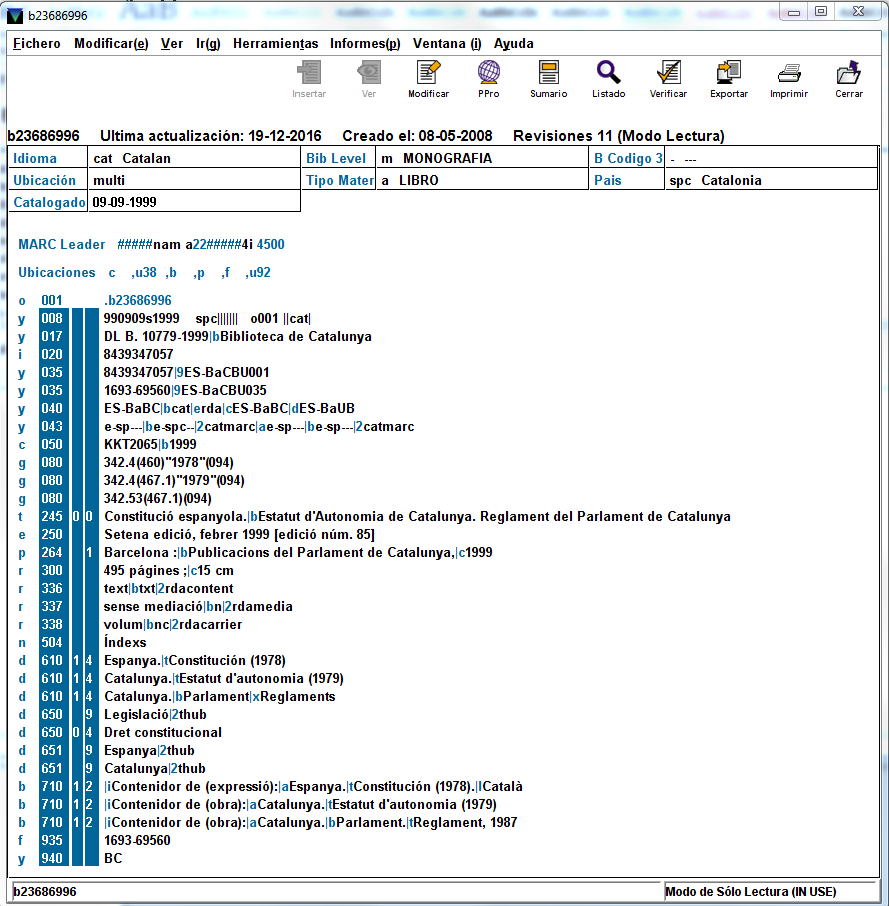 b23686996
Fichero Modificar(e) Ver Ir(g) Herramientas Informes(p) Ventana (i) Ayuda
Insertar Ver Modificar PPro Sumario Listado Verificar Exportar Imprimir Cerrar
b23686996 Ultima actualización: 19-12-2016 Creado el: 08-05-2008 Revisiones 11 (Modo Lectura)
Idioma cat Catalan Bib Level m MONOGRAFIA B Codigo 3 - ---
Ubicación multi Tipo Mater a LIBRO Pais spc Catalonia
Catalogado 09-09-1999
MARC Leader #####nam a22#####4i 4500
Ubicaciones c ,u38 ,b ,p ,f ,u92
o 001 .b23686996
y 008 990909s1999 spc||||||| o001 ||cat|
y 017 DL B. 10779-1999|bBiblioteca de Catalunya
i 020 8439347057
y 035 8439347057|9ES-BaCBU001
y 035 1693-69560|9ES-BaCBU035
y 040 ES-BaBC|bcat|erda|cES-BaBC|dES-BaUB
y 043 e-sp---|be-spc--|2catmarc|ae-sp---|be-sp---|2catmarc
c 050 KKT2065|b1999
g 080 342.4(460)"1978"(094)
g 080 342.4(467.1)"1979"(094)
g 080 342.53(467.1)(094)
t 245 0 0 Constitució espanyola.|bEstatut d'Autonomia de Catalunya. Reglament del Parlament de Catalunya
e 250 Setena edició, febrer 1999 [edició núm. 85]
p 264 1 Barcelona :|bPublicacions del Parlament de Catalunya,|c1999
r 300 495 pàgines ;|c15 cm
r 336 text|btxt|2rdacontent
r 337 sense mediació|bn|2rdamedia
r 338 volum|bnc|2rdacarrier
n 504 Índexs
d 610 1 4 Espanya.|tConstitución (1978)
d 610 1 4 Catalunya.|tEstatut d'autonomia (1979)
d 610 1 4 Catalunya.|bParlament|xReglaments
d 650 9 Legislació|2thub
d 650 0 4 Dret constitucional
d 651 9 Espanya|2thub
d 651 9 Catalunya|2thub
b 710 1 2 |iContenidor de (expressió):|aEspanya.|tConstitución (1978).|lCatalà
b 710 1 2 |iContenidor de (obra):|aCatalunya.|tEstatut d'autonomia (1979)
b 710 1 2 |iContenidor de (obra):|aCatalunya.|bParlament.|tReglament, 1987
f 935 1693-69560
y 940 BC
b23686996 Modo de Sólo Lectura (IN USE)